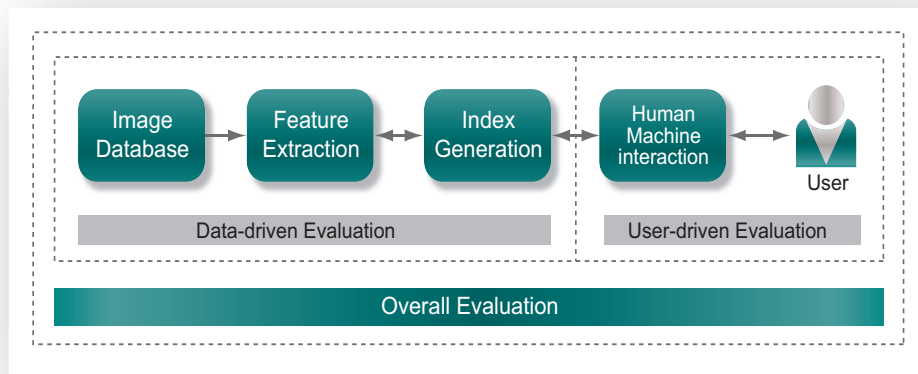 Image
Database
Feature
Extraction
Index
Generation
Human
Machine
interaction
User
Data-driven Evaluation
User-driven Evaluation
Overall Evaluation